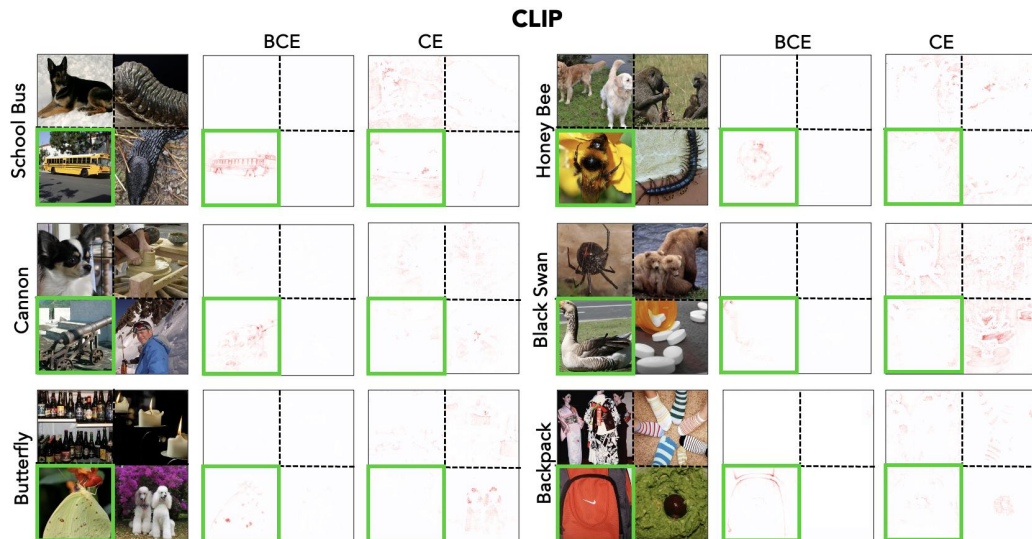 CLIP
BCE CE BCE CE
School Bus
Honey Bee
Cannon
Black Swan
Butterfly
Backpack